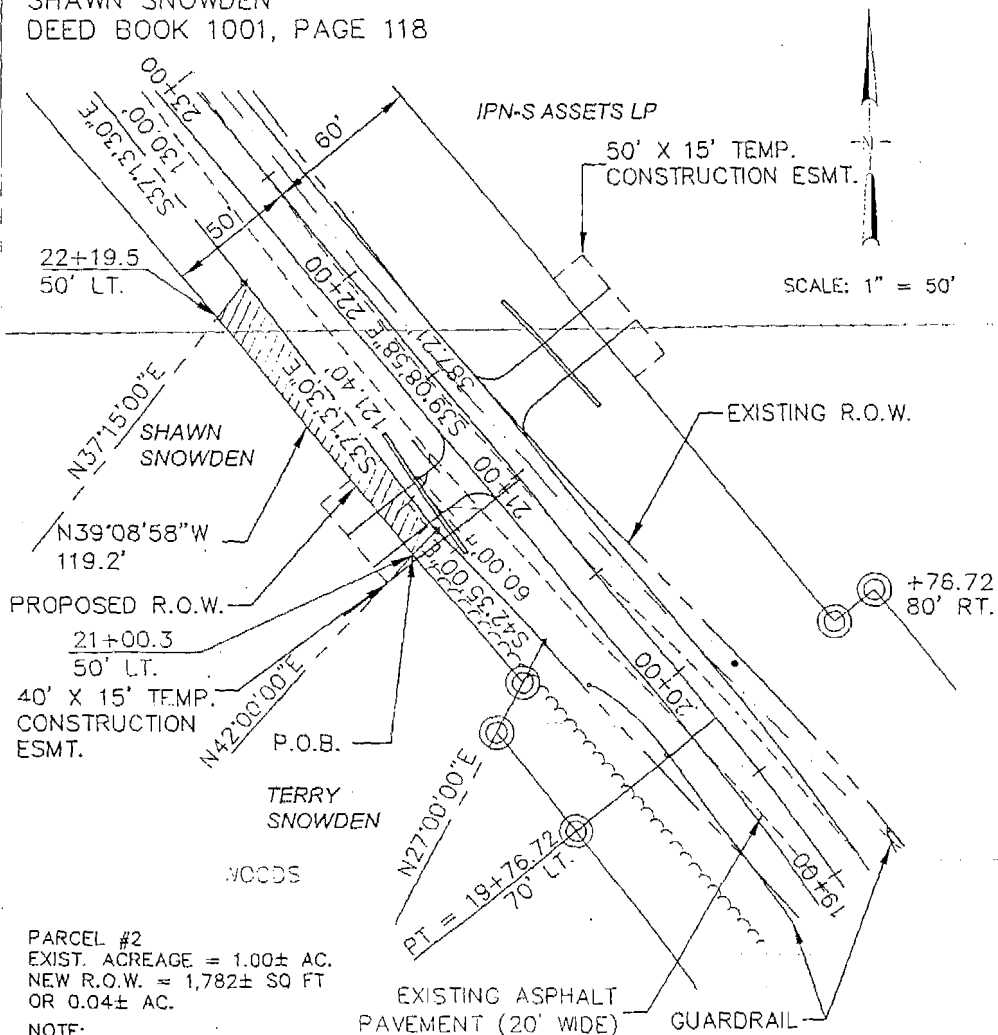 SHAWN SNOWDEN
DEED BOOK 1001, PAGE 118
23+00
S37°13'30"E
130.00'
60'
50'
IPN-S ASSETS LP
50' X 15' TEMP.
CONSTRUCTION ESMT.
N
SCALE: 1" = 50'
22+19.5
50' LT.
22+00
S39°08'58"E
387.21
S37°13'30"E
121.40'
EXISTING R.O.W.
N37°15'00"E
SHAWN
SNOWDEN
N39°08'58"W
119.2'
21+00
PROPOSED R.O.W.
21+00.3
50' LT.
40' X 15' TEMP.
CONSTRUCTION
ESMT.
N42°00'00"E
P.O.B.
S42°35'00"E
60.00'
+76.72
80' RT.
20+00
TERRY
SNOWDEN
N27°00'00"E
WOODS
PT = 19+76.72
70' LT.
19+00
PARCEL #2
EXIST. ACREAGE = 1.00± AC.
NEW R.O.W. = 1,782± SQ FT
OR 0.04± AC.
NOTE:
EXISTING ASPHALT
PAVEMENT (20' WIDE)
GUARDRAIL